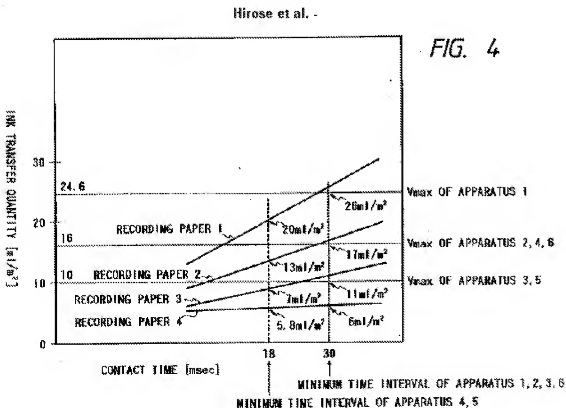 Hirose et al. -
FIG. 4
INK TRANSFER QUANTITY [ml/m²]
30
24.6
20
16
10
0
RECORDING PAPER 1
RECORDING PAPER 2
RECORDING PAPER 3
RECORDING PAPER 4
20ml/m²
26ml/m²
13ml/m²
17ml/m²
7ml/m²
11ml/m²
5.8ml/m²
6ml/m²
Vmax OF APPARATUS 1
Vmax OF APPARATUS 2,4,6
Vmax OF APPARATUS 3,5
CONTACT TIME [msec]
18
30
MINIMUM TIME INTERVAL OF APPARATUS 1,2,3,6
MINIMUM TIME INTERVAL OF APPARATUS 4,5